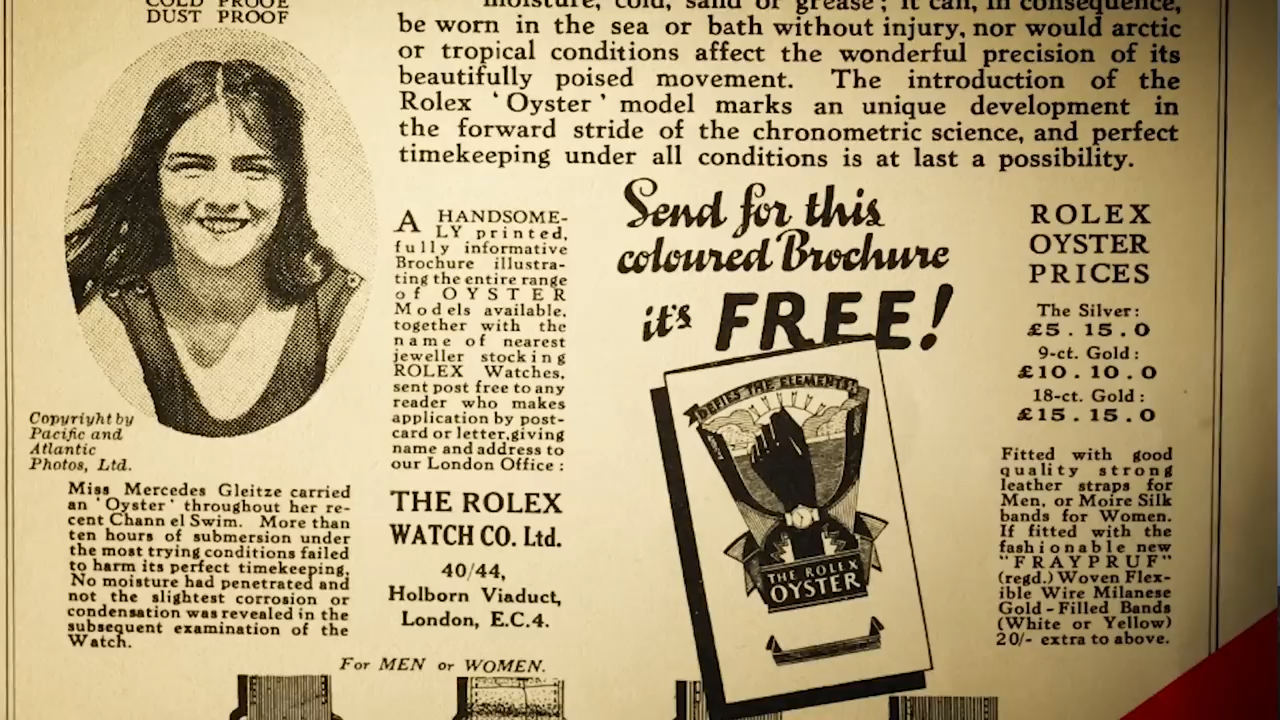 COLD PROOF
DUST PROOF
moisture, cold, sand or grease; it can, in consequence,
be worn in the sea or bath without injury, nor would arctic
or tropical conditions affect the wonderful precision of its
beautifully poised movement. The introduction of the
Rolex 'Oyster' model marks an unique development in
the forward stride of the chronometric science, and perfect
timekeeping under all conditions is at last a possibility.
Copyright by
Pacific and
Atlantic
Photos, Ltd.
Miss Mercedes Gleitze carried
an 'Oyster' throughout her re-
cent Chann el Swim. More than
ten hours of submersion under
the most trying conditions failed
to harm its perfect timekeeping.
No moisture had penetrated and
not the slightest corrosion or
condensation was revealed in the
subsequent examination of the
Watch.
A HANDSOME-
LY printed,
fully informative
Brochure illustra-
ting the entire range
of OYSTER
Models available,
together with the
name of nearest
jeweller stocking
ROLEX Watches,
sent post free to any
reader who makes
application by post-
card or letter, giving
name and address to
our London Office :
THE ROLEX
WATCH CO. Ltd.
40/44,
Holborn Viaduct,
London, E.C.4.
For MEN or WOMEN.
Send for this
coloured Brochure
it's FREE!
DEFIES THE ELEMENTS!
THE ROLEX
OYSTER
ROLEX
OYSTER
PRICES
The Silver:
£5.15.0
9-ct. Gold:
£10.10.0
18-ct. Gold:
£15.15.0
Fitted with good
quality strong
leather straps for
Men, or Moire Silk
bands for Women.
If fitted with the
fashionable new
"FRAYPRUF"
(regd.) Woven Flex-
ible Wire Milanese
Gold-Filled Bands
(White or Yellow)
20/- extra to above.